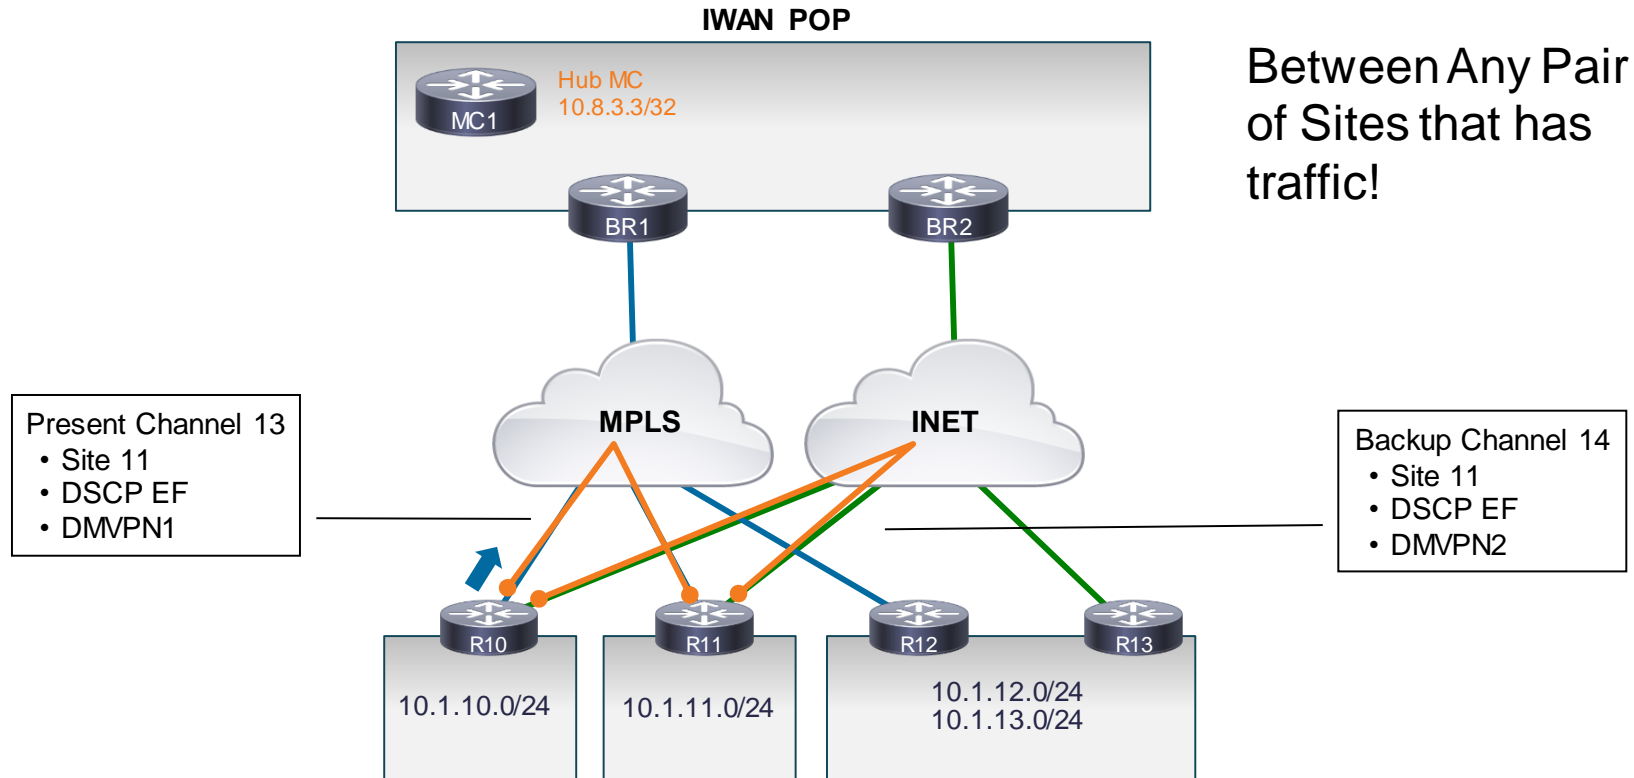 IWAN POP
Between Any Pair
of Sites that has
traffic!
Hub MC
10.8.3.3/32
MC1
BR1
BR2
MPLS
INET
Present Channel 13
• Site 11
• DSCP EF
• DMVPN1
Backup Channel 14
• Site 11
• DSCP EF
• DMVPN2
R10
R11
R12
R13
10.1.10.0/24
10.1.11.0/24
10.1.12.0/24
10.1.13.0/24